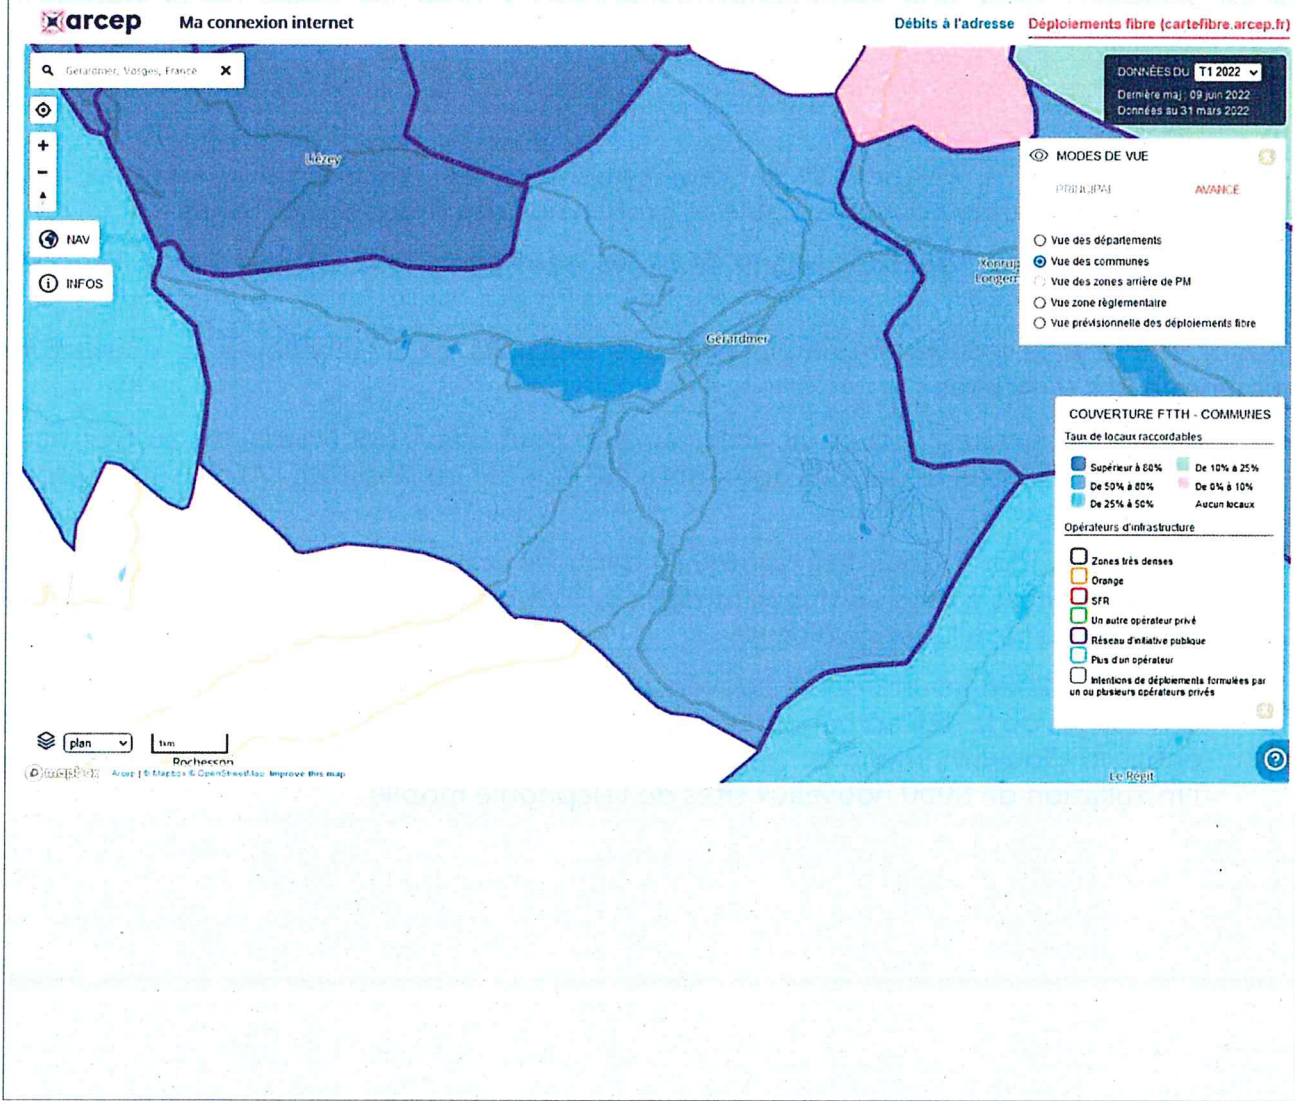 arcep
Ma connexion internet
Débits à l'adresse
Déploiements fibre (cartefibre.arcep.fr)
Gérardmer, Vosges, France
DONNÉES DU T1 2022
Dernière maj : 09 juin 2022
Données au 31 mars 2022
+
−
NAV
INFOS
MODES DE VUE
PRINCIPAL
AVANCÉ
Vue des départements
Vue des communes
Vue des zones arrière de PM
Vue zone règlementaire
Vue prévisionnelle des déploiements fibre
Liézey
Gérardmer
COUVERTURE FTTH - COMMUNES
Taux de locaux raccordables
Supérieur à 80%
De 50% à 80%
De 25% à 50%
De 10% à 25%
De 0% à 10%
Aucun locaux
Opérateurs d'infrastructure
Zones très denses
Orange
SFR
Un autre opérateur privé
Réseau d'initiative publique
Plus d'un opérateur
Intentions de déploiements formulées par
un ou plusieurs opérateurs privés
plan
1km
Rochesson
mapbox
Arcep | © Mapbox © OpenStreetMap Improve this map